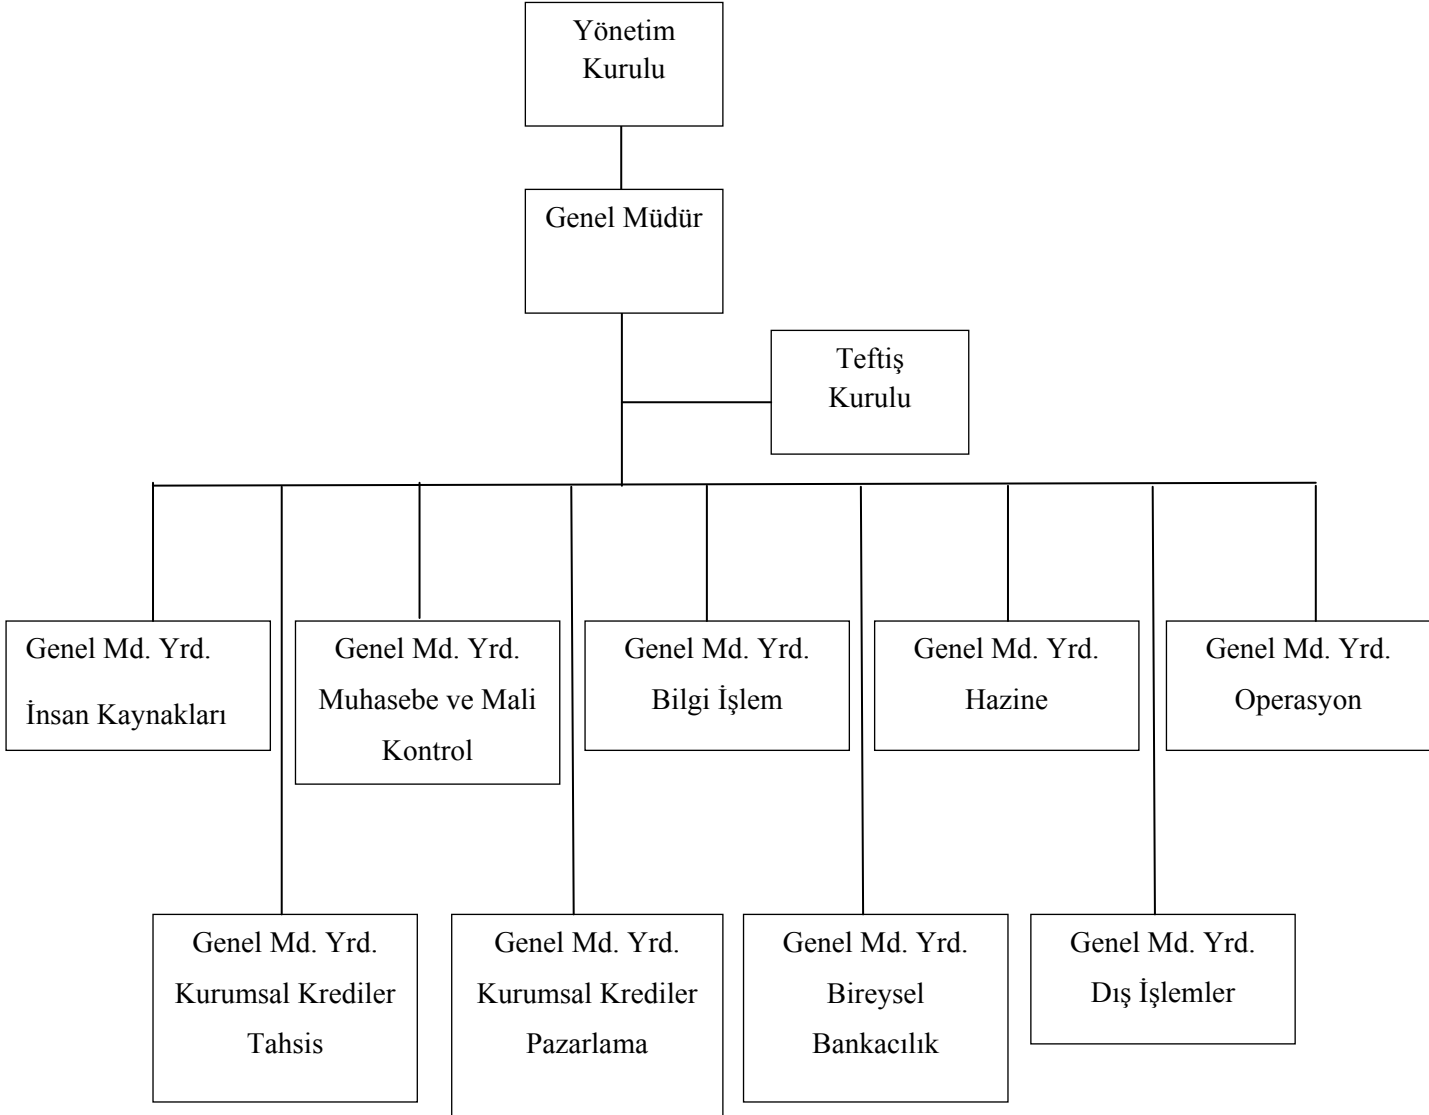 Yönetim
Kurulu
Genel Müdür
Teftiş
Kurulu
Genel Md. Yrd.
İnsan Kaynakları
Genel Md. Yrd.
Muhasebe ve Mali
Kontrol
Genel Md. Yrd.
Bilgi İşlem
Genel Md. Yrd.
Hazine
Genel Md. Yrd.
Operasyon
Genel Md. Yrd.
Kurumsal Krediler
Tahsis
Genel Md. Yrd.
Kurumsal Krediler
Pazarlama
Genel Md. Yrd.
Bireysel
Bankacılık
Genel Md. Yrd.
Dış İşlemler